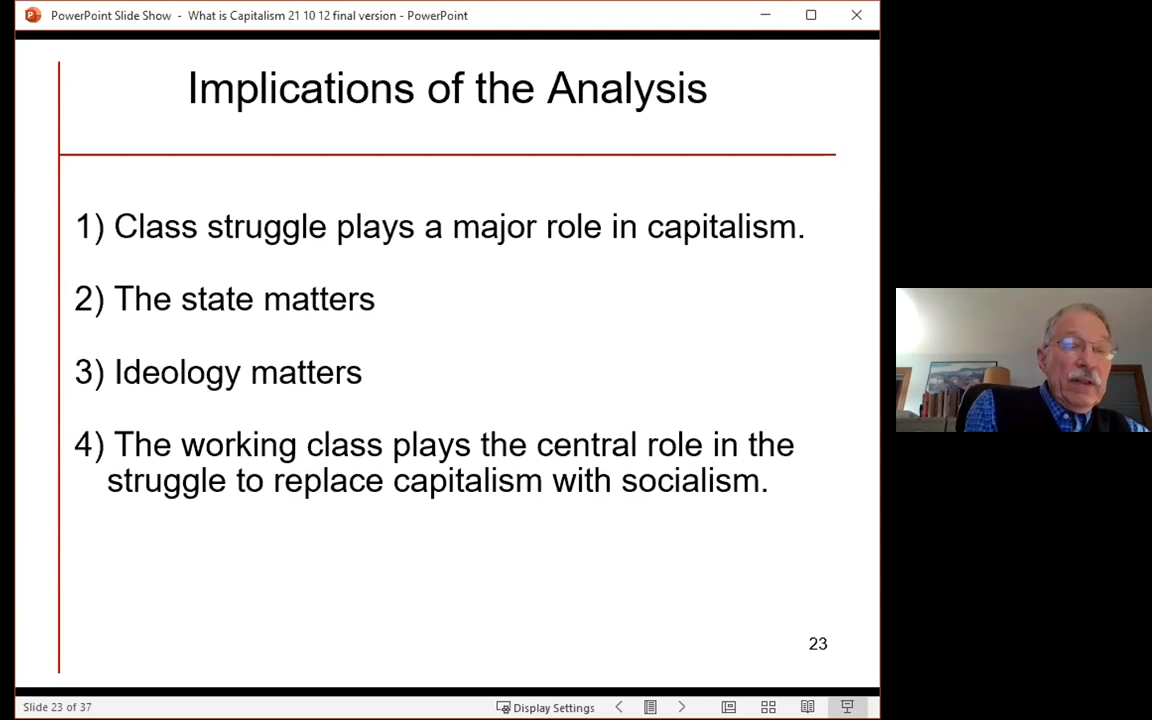 PowerPoint Slide Show - What is Capitalism 21 10 12 final version - PowerPoint
Implications of the Analysis
1) Class struggle plays a major role in capitalism.
2) The state matters
3) Ideology matters
4) The working class plays the central role in the
struggle to replace capitalism with socialism.
23
Slide 23 of 37
Display Settings